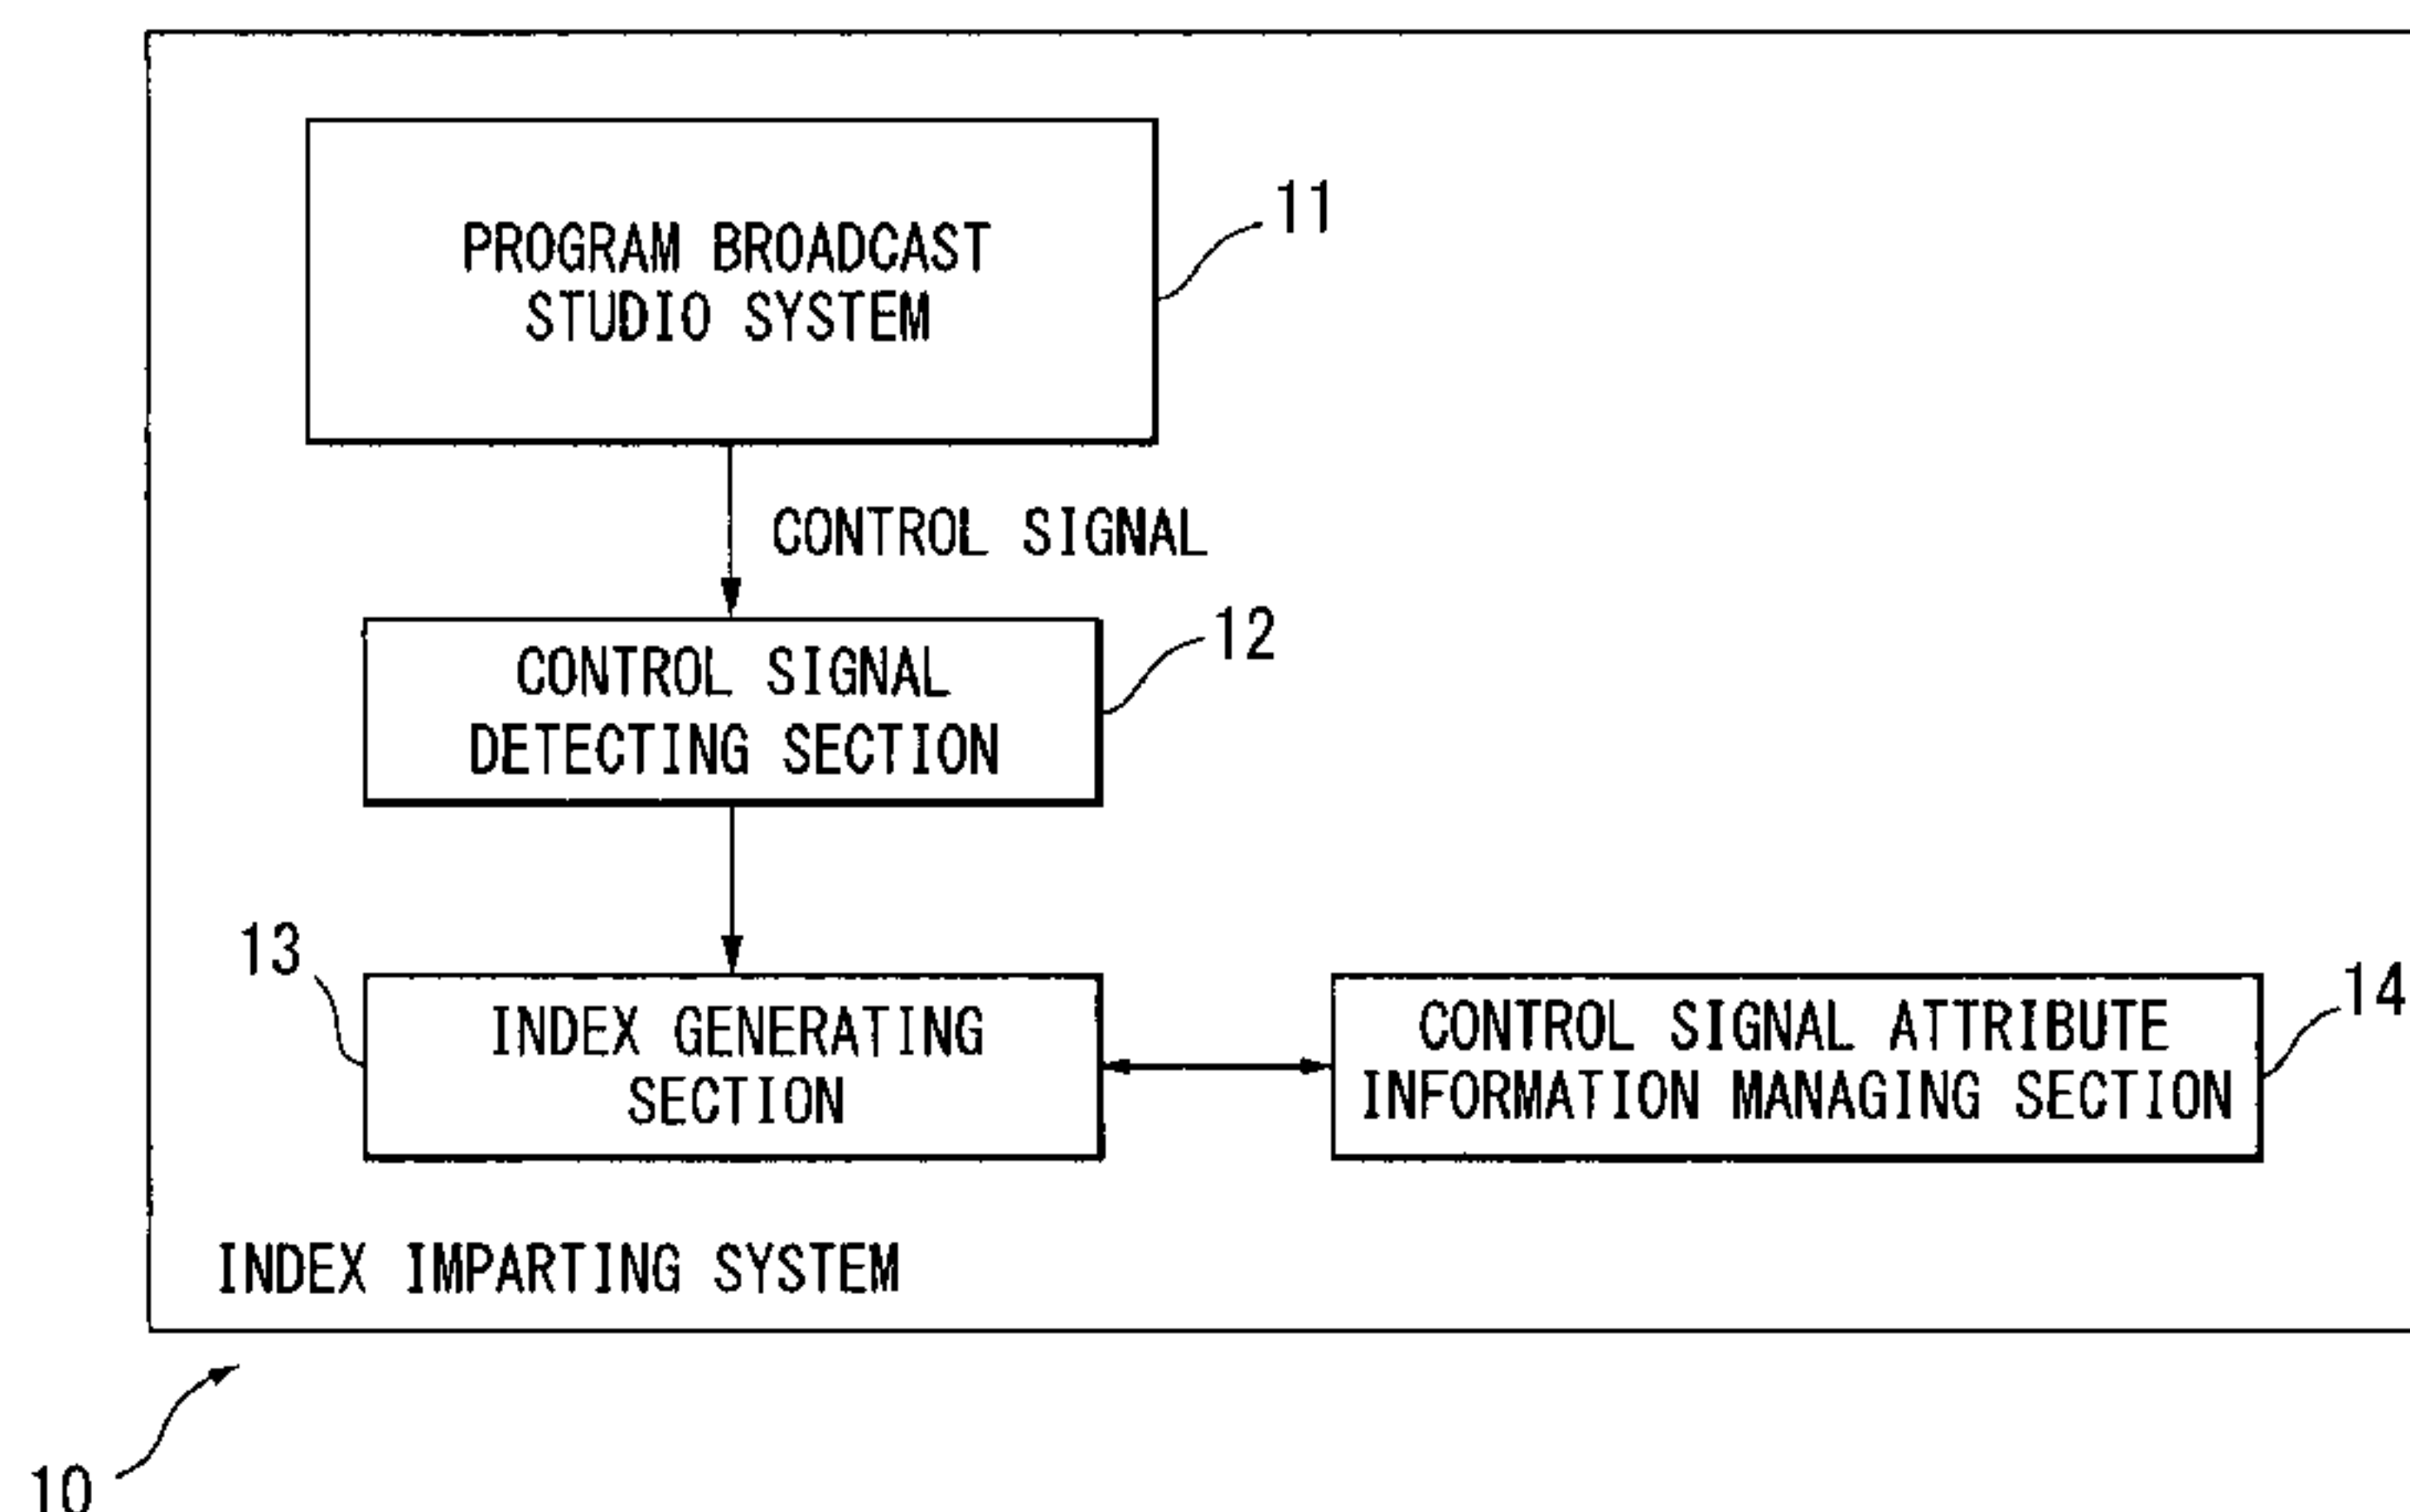 PROGRAM BROADCAST
STUDIO SYSTEM
11
CONTROL SIGNAL
CONTROL SIGNAL
DETECTING SECTION
12
13
INDEX GENERATING
SECTION
CONTROL SIGNAL ATTRIBUTE
INFORMATION MANAGING SECTION
14
INDEX IMPARTING SYSTEM
10